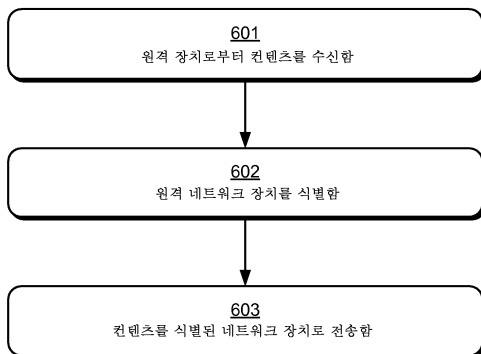 601
원격 장치로부터 컨텐츠를 수신함
602
원격 네트워크 장치를 식별함
603
컨텐츠를 식별된 네트워크 장치로 전송함